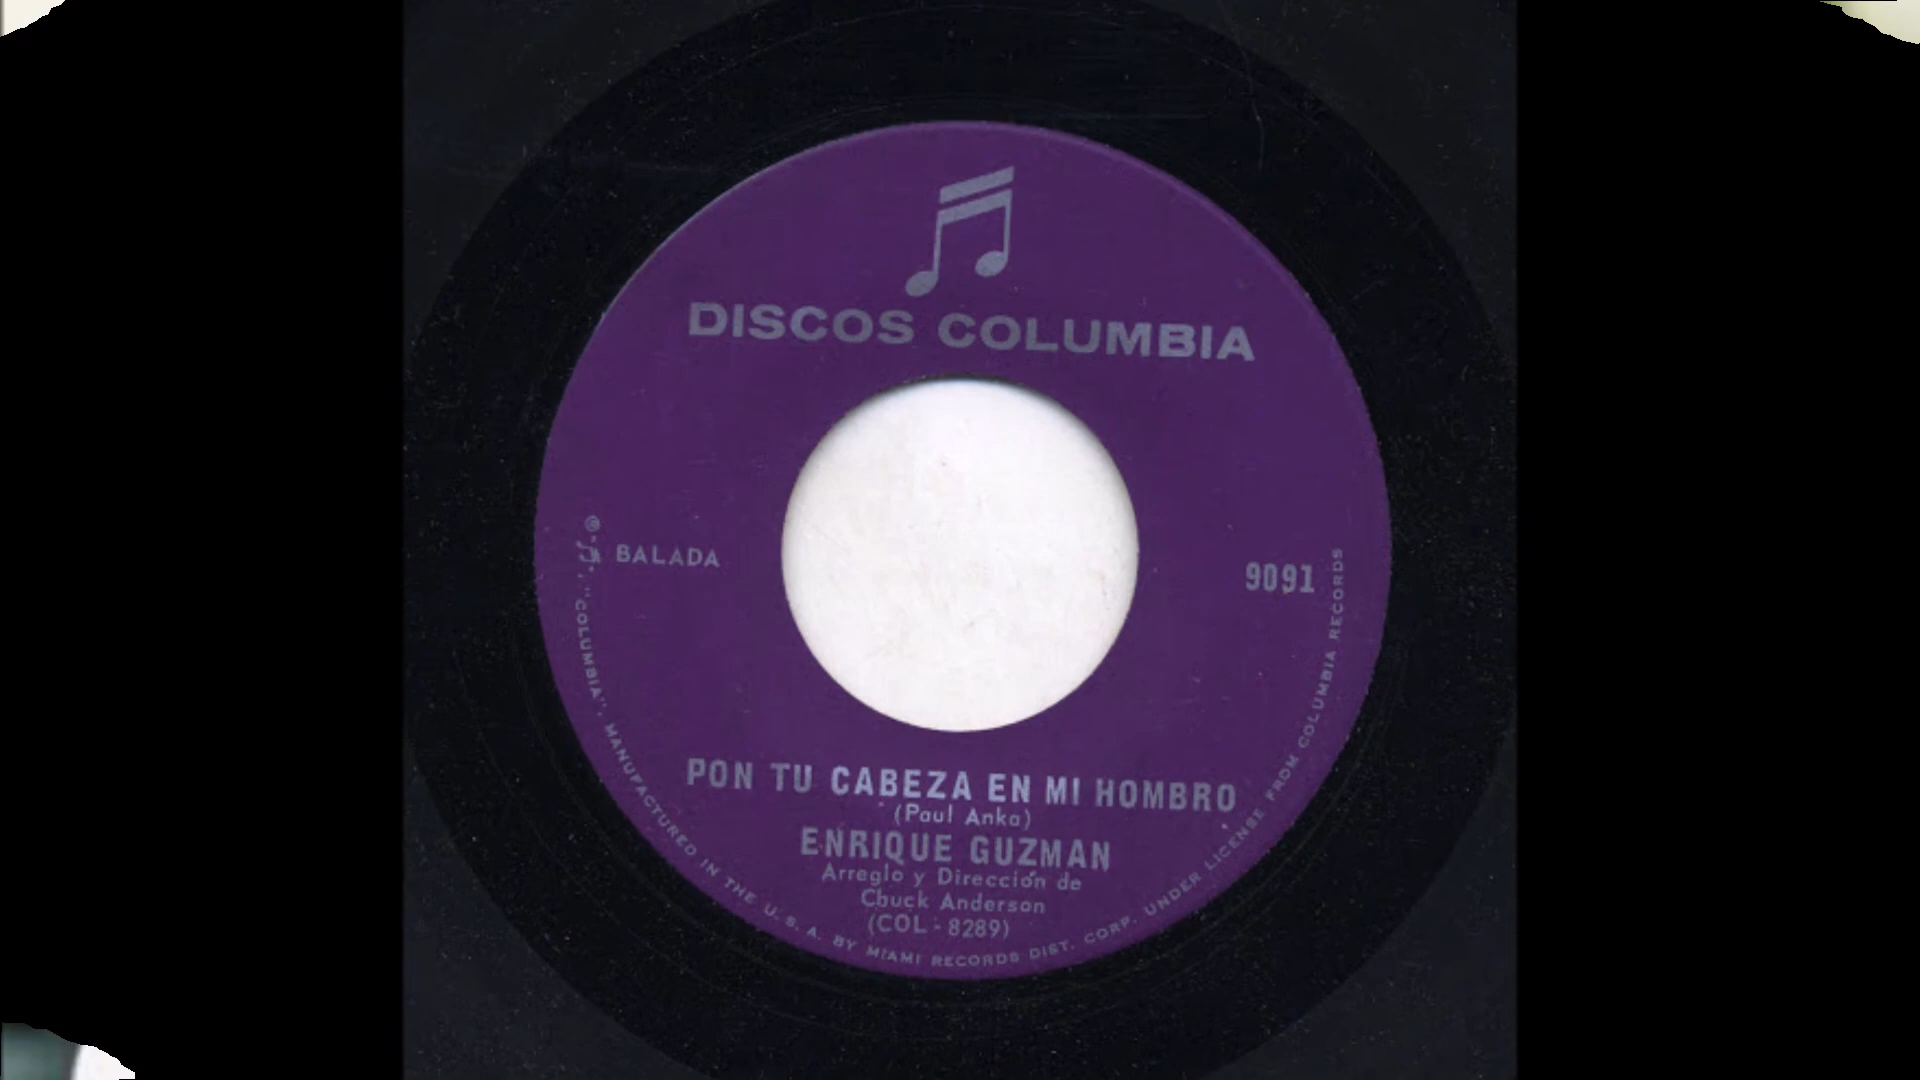 DISCOS COLUMBIA
BALADA
9091
PON TU CABEZA EN MI HOMBRO
(Paul Anka)
ENRIQUE GUZMAN
Arreglo y Dirección de
Chuck Anderson
(COL - 8289)
® "♫", "COLUMBIA", MANUFACTURED IN THE U.S.A. BY MIAMI RECORDS DIST. CORP. UNDER LICENSE FROM COLUMBIA RECORDS